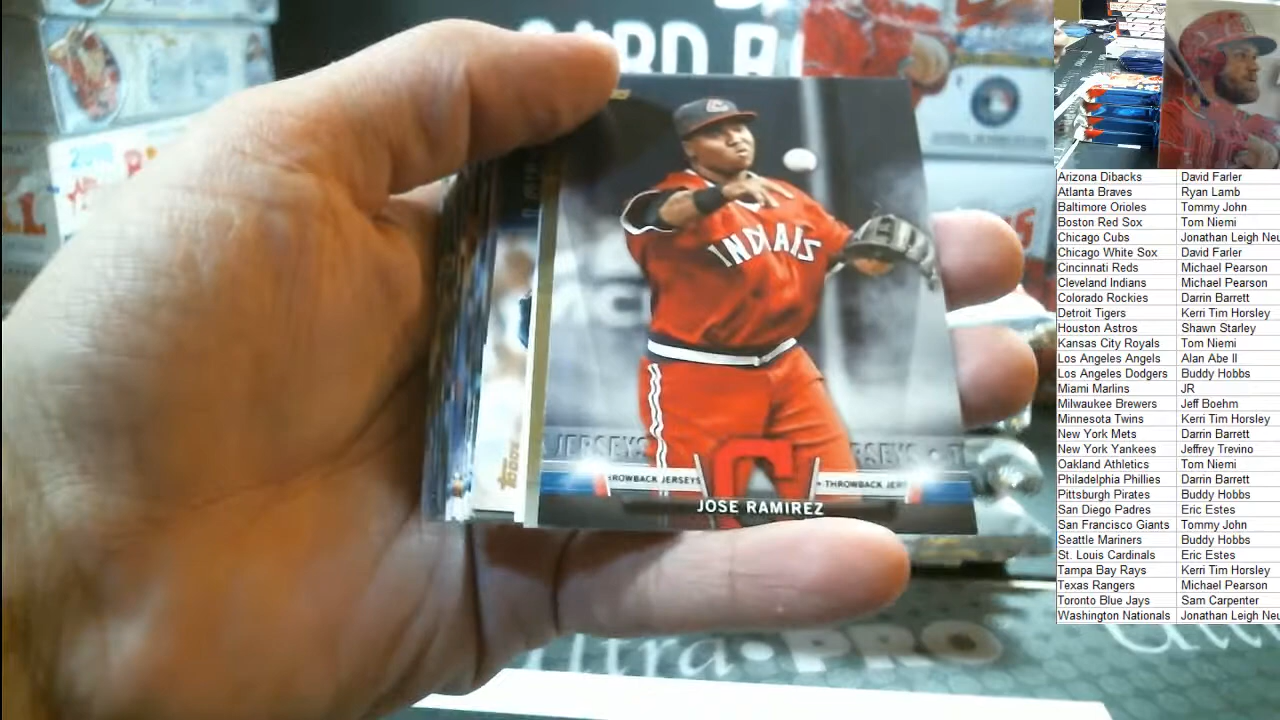 CARD B
INDIANS
JERSEYS
THROWBACK JERSEYS
C
THROWBACK JER
JOSE RAMIREZ
TOPPS
Ultra PRO
Arizona Dibacks David Farler
Atlanta Braves Ryan Lamb
Baltimore Orioles Tommy John
Boston Red Sox Tom Niemi
Chicago Cubs Jonathan Leigh Neu
Chicago White Sox David Farler
Cincinnati Reds Michael Pearson
Cleveland Indians Michael Pearson
Colorado Rockies Darrin Barrett
Detroit Tigers Kerri Tim Horsley
Houston Astros Shawn Starley
Kansas City Royals Tom Niemi
Los Angeles Angels Alan Abe II
Los Angeles Dodgers Buddy Hobbs
Miami Marlins JR
Milwaukee Brewers Jeff Boehm
Minnesota Twins Kerri Tim Horsley
New York Mets Darrin Barrett
New York Yankees Jeffrey Trevino
Oakland Athletics Tom Niemi
Philadelphia Phillies Darrin Barrett
Pittsburgh Pirates Buddy Hobbs
San Diego Padres Eric Estes
San Francisco Giants Tommy John
Seattle Mariners Buddy Hobbs
St. Louis Cardinals Eric Estes
Tampa Bay Rays Kerri Tim Horsley
Texas Rangers Michael Pearson
Toronto Blue Jays Sam Carpenter
Washington Nationals Jonathan Leigh Neu